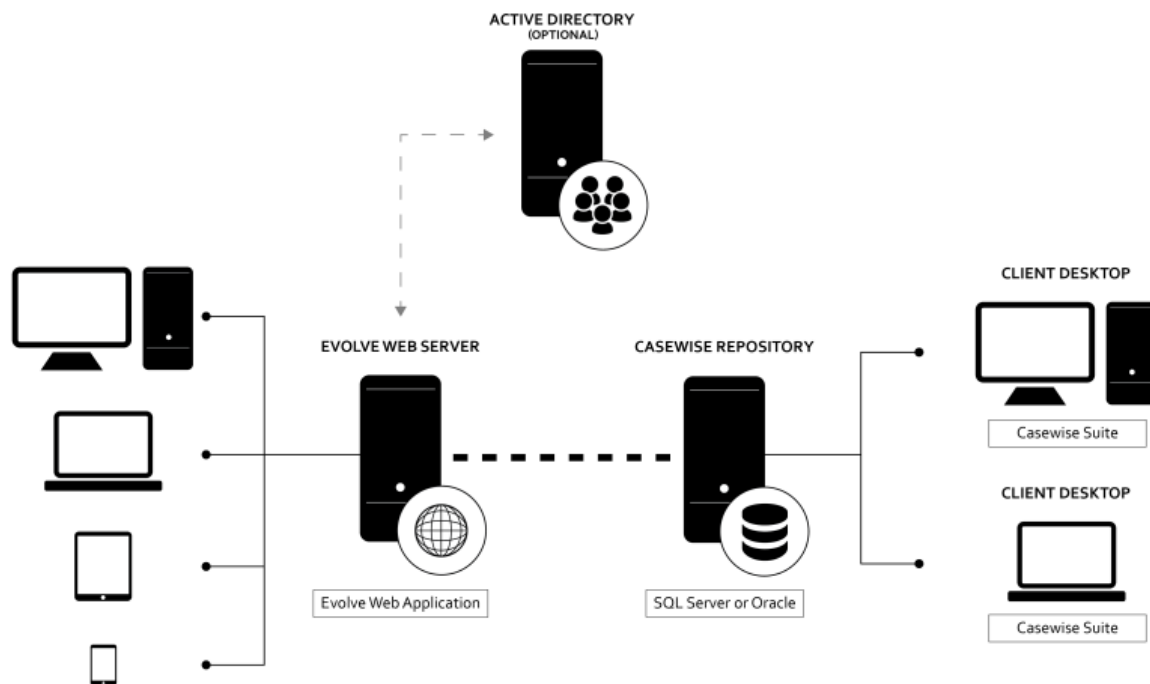 ACTIVE DIRECTORY
(OPTIONAL)
CLIENT DESKTOP
EVOLVE WEB SERVER
CASEWISE REPOSITORY
Casewise Suite
CLIENT DESKTOP
Evolve Web Application
SQL Server or Oracle
Casewise Suite